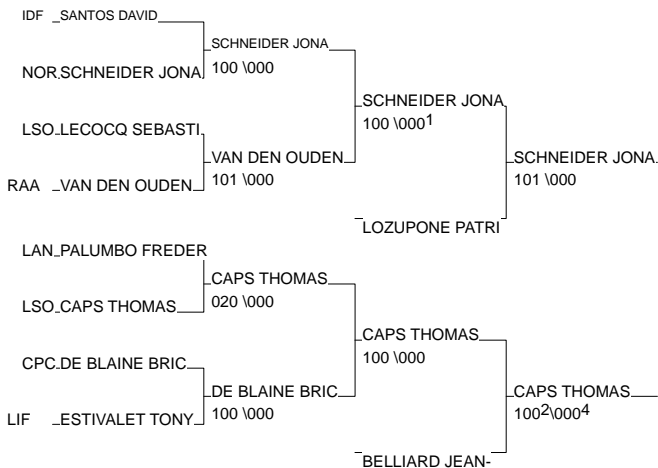 IDF SANTOS DAVID
SCHNEIDER JONA
100 \000
NOR SCHNEIDER JONA
SCHNEIDER JONA
100 \000¹
LSO LECOCQ SEBASTI
VAN DEN OUDEN
101 \000
SCHNEIDER JONA
101 \000
RAA VAN DEN OUDEN
LOZUPONE PATRI
LAN PALUMBO FREDER
CAPS THOMAS
020 \000
LSO CAPS THOMAS
CAPS THOMAS
100 \000
CPC DE BLAINE BRIC
DE BLAINE BRIC
100 \000
CAPS THOMAS
100²\000⁴
LIF ESTIVALET TONY
BELLIARD JEAN-